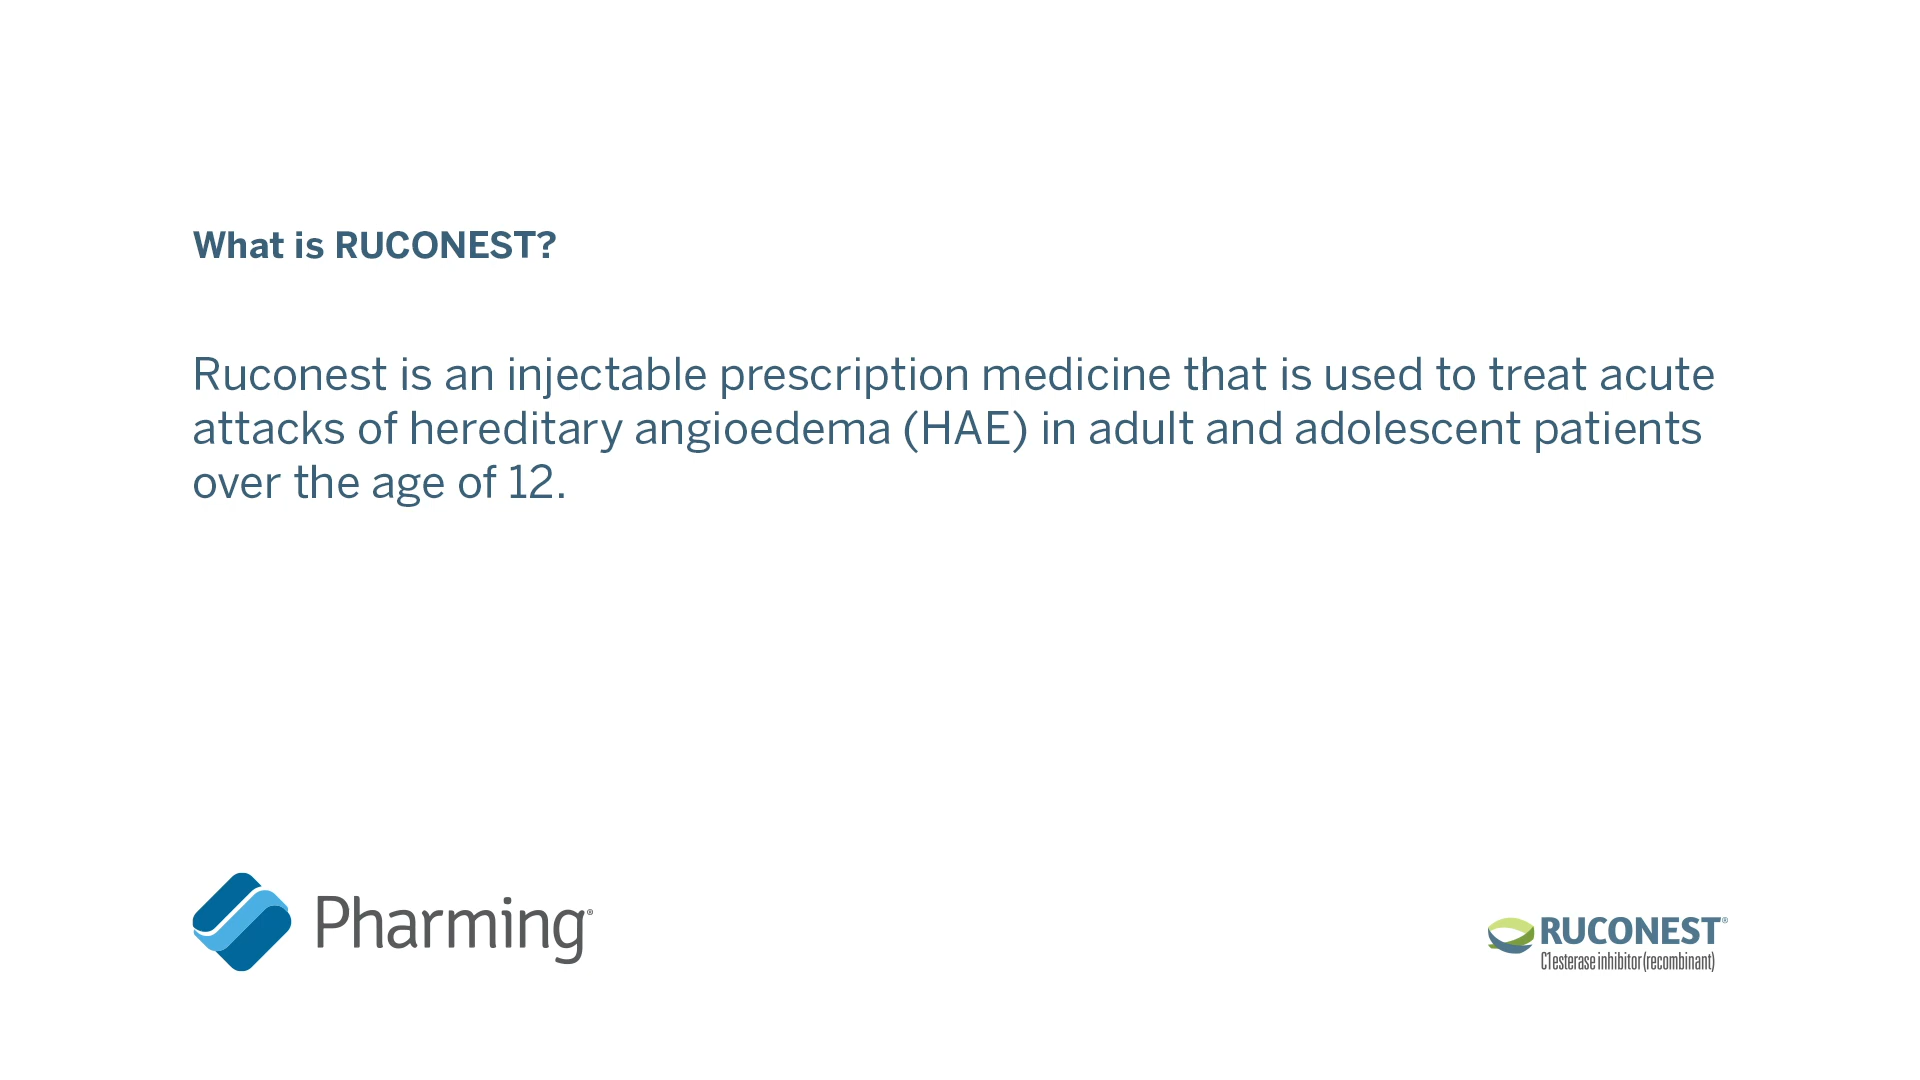 What is RUCONEST?
Ruconest is an injectable prescription medicine that is used to treat acute
attacks of hereditary angioedema (HAE) in adult and adolescent patients
over the age of 12.
Pharming®
RUCONEST®
C1 esterase inhibitor (recombinant)